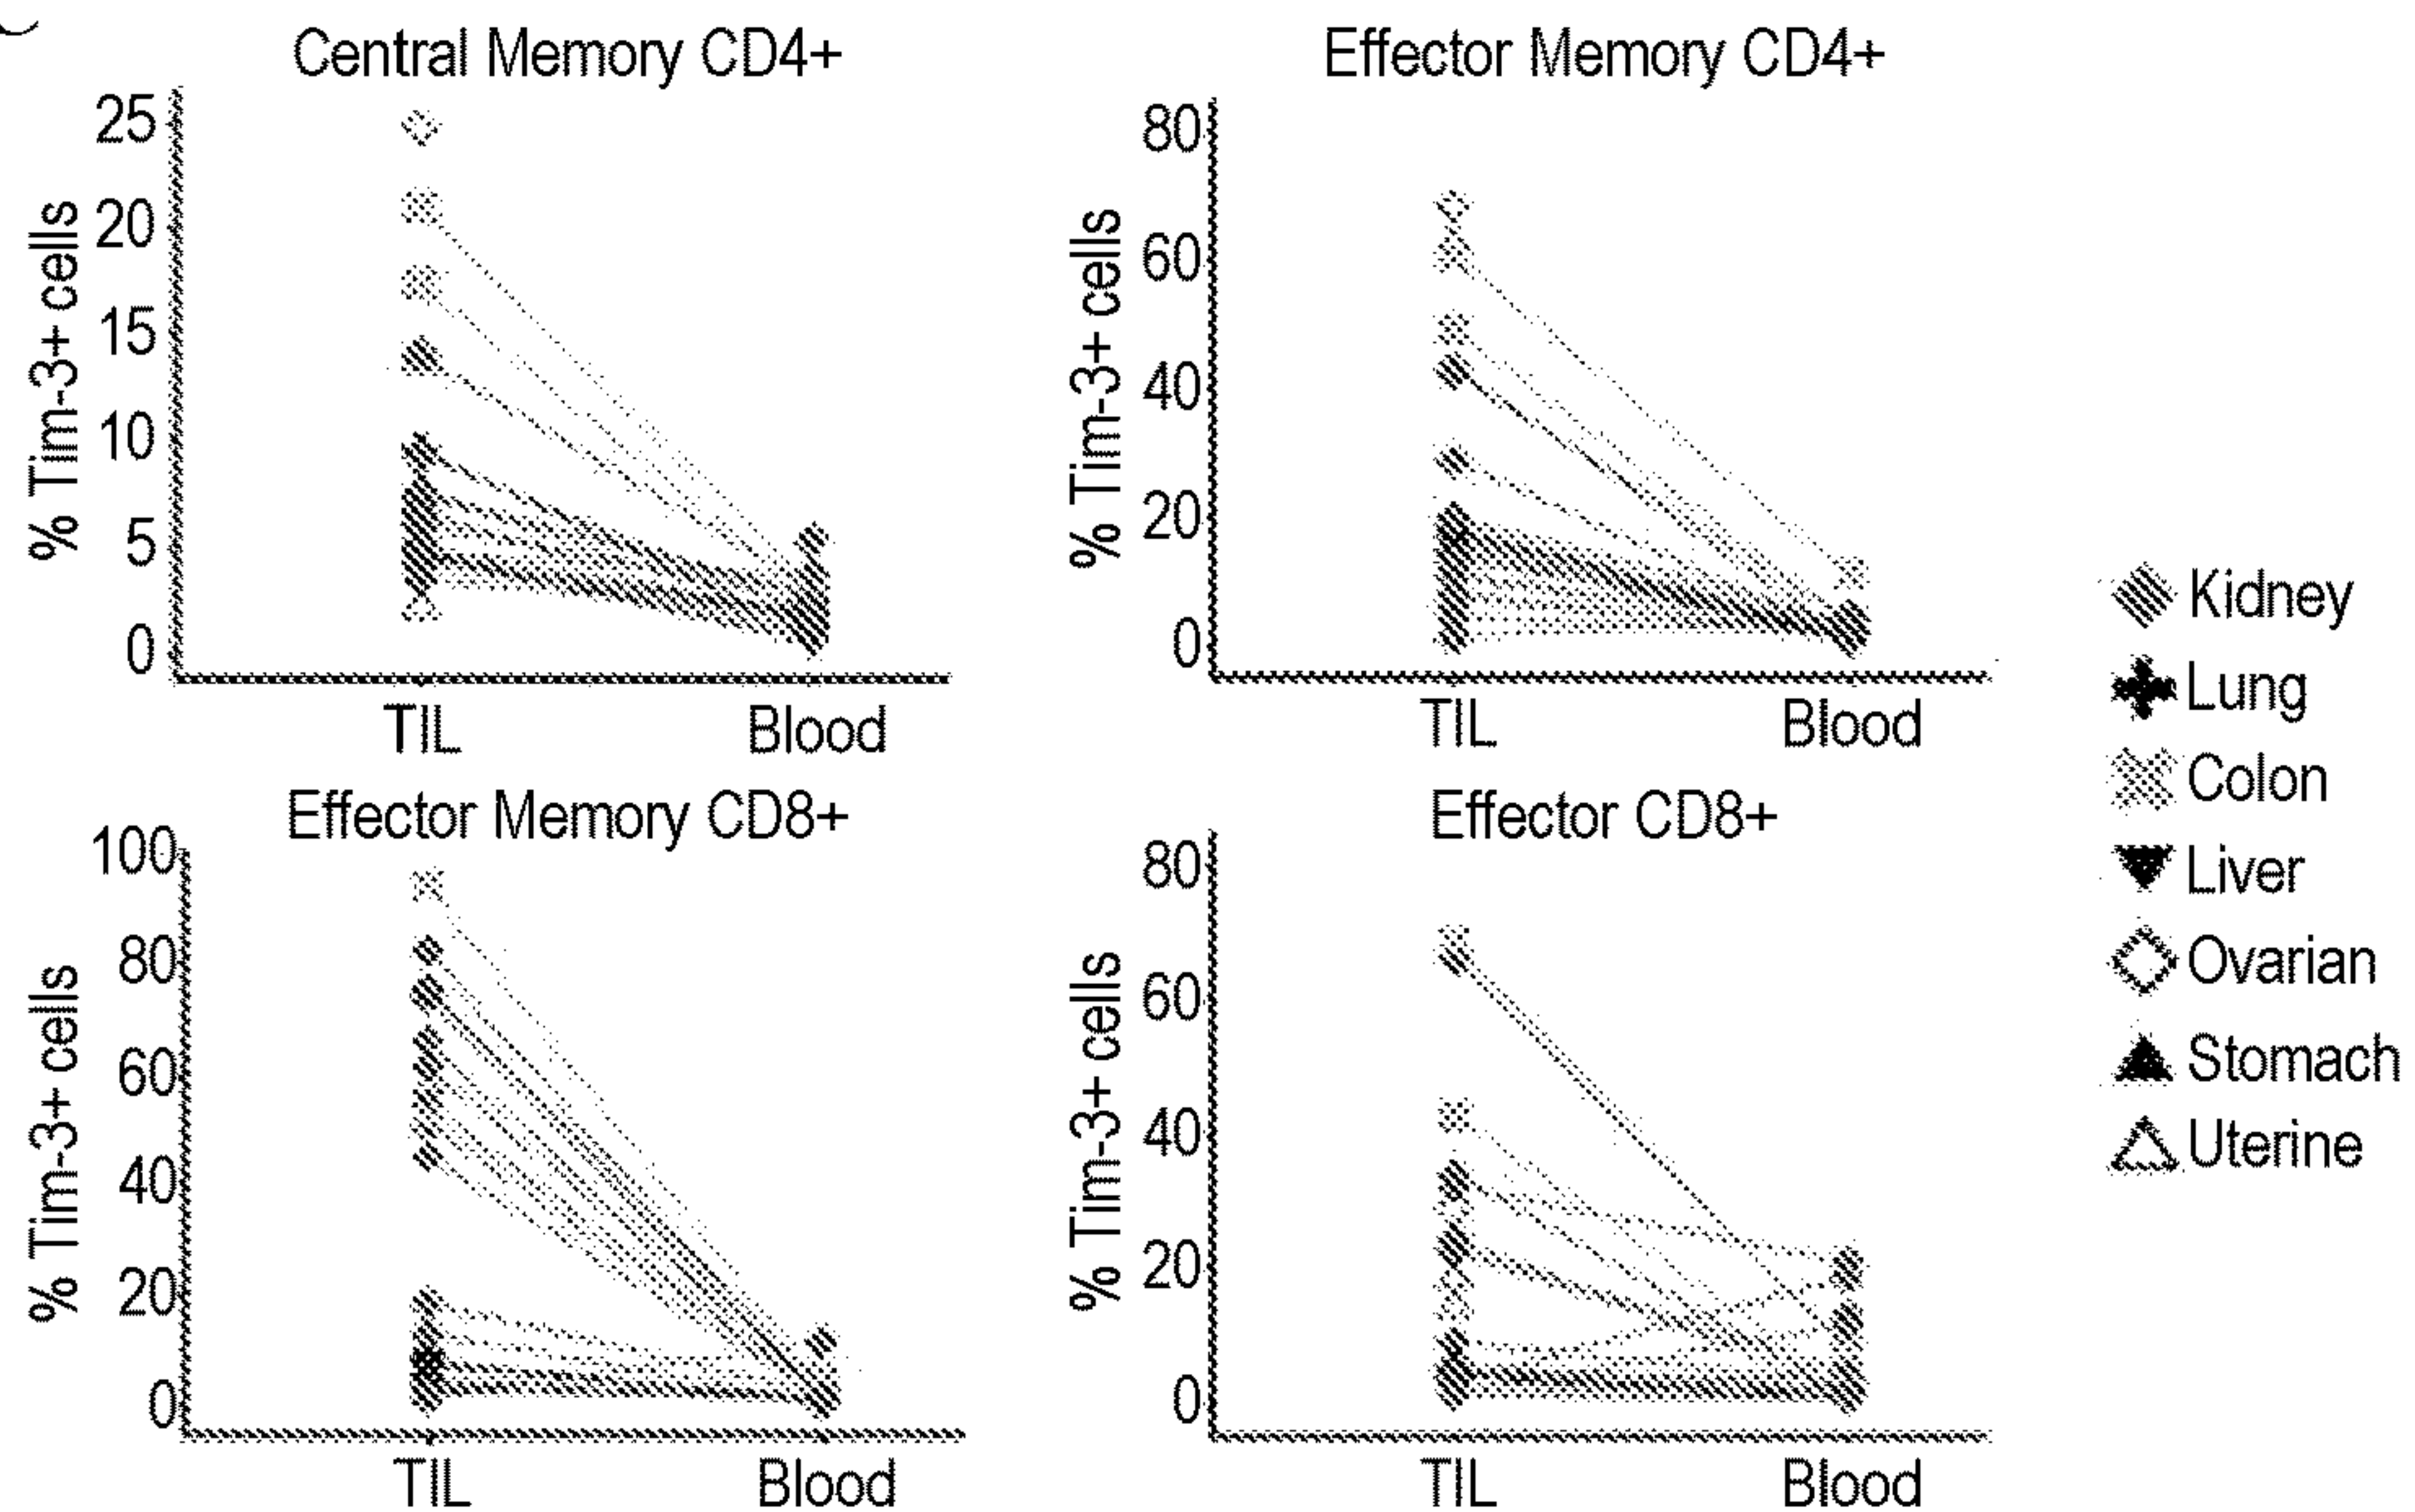 Central Memory CD4+
% Tim-3+ cells
25
20
15
10
5
0
TIL
Blood
Effector Memory CD4+
% Tim-3+ cells
80
60
40
20
0
TIL
Blood
Effector Memory CD8+
% Tim-3+ cells
100
80
60
40
20
0
TIL
Blood
Effector CD8+
% Tim-3+ cells
80
60
40
20
0
TIL
Blood
Kidney
Lung
Colon
Liver
Ovarian
Stomach
Uterine